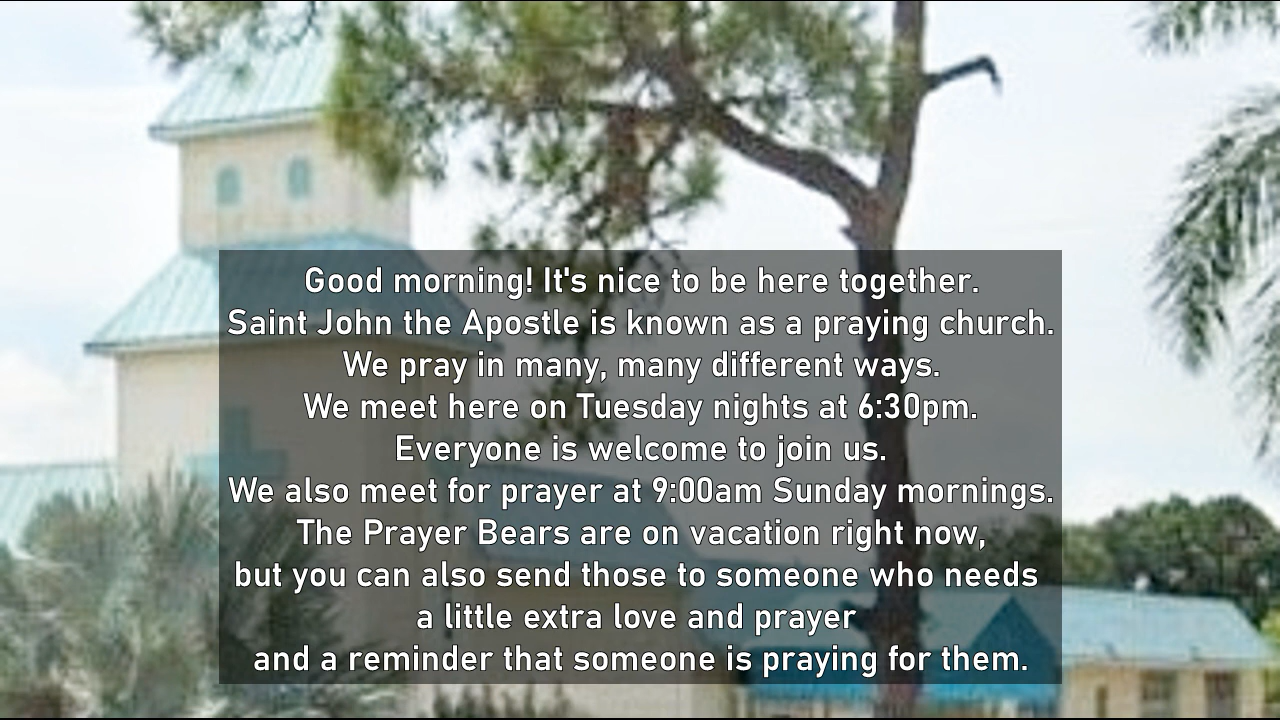 Good morning! It's nice to be here together.
Saint John the Apostle is known as a praying church.
We pray in many, many different ways.
We meet here on Tuesday nights at 6:30pm.
Everyone is welcome to join us.
We also meet for prayer at 9:00am Sunday mornings.
The Prayer Bears are on vacation right now,
but you can also send those to someone who needs
a little extra love and prayer
and a reminder that someone is praying for them.